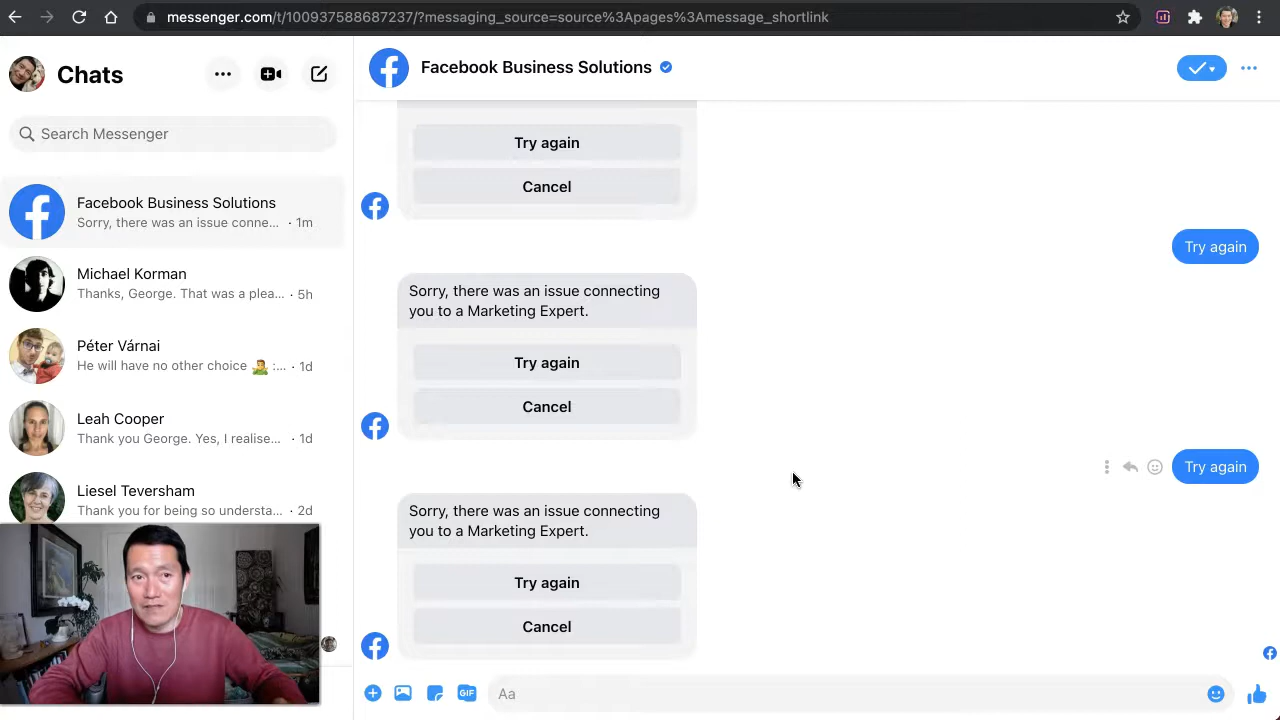 messenger.com/t/100937588687237/?messaging_source=source%3Apages%3Amessage_shortlink
Chats
Search Messenger
Facebook Business Solutions
Sorry, there was an issue conne... · 1m
Michael Korman
Thanks, George. That was a plea... · 5h
Péter Várnai
He will have no other choice 🤷 :... · 1d
Leah Cooper
Thank you George. Yes, I realise... · 1d
Liesel Teversham
Thank you for being so understa... · 2d
Facebook Business Solutions
Try again
Cancel
Try again
Sorry, there was an issue connecting
you to a Marketing Expert.
Try again
Cancel
Try again
Sorry, there was an issue connecting
you to a Marketing Expert.
Try again
Cancel
GIF
Aa